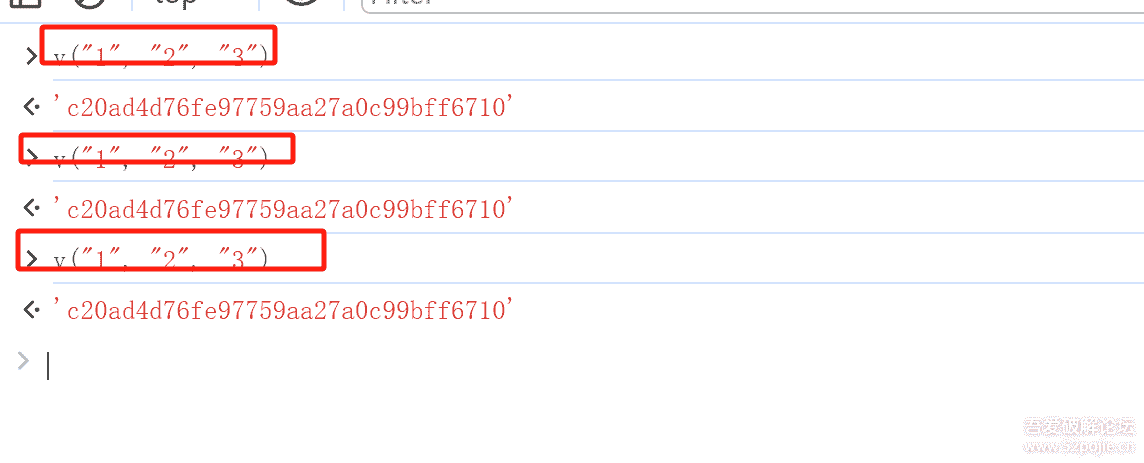 top
Filter
> v("1", "2", "3")
'c20ad4d76fe97759aa27a0c99bff6710'
> v("1", "2", "3")
'c20ad4d76fe97759aa27a0c99bff6710'
> v("1", "2", "3")
'c20ad4d76fe97759aa27a0c99bff6710'
>
吾爱破解论坛
www.52pojie.cn